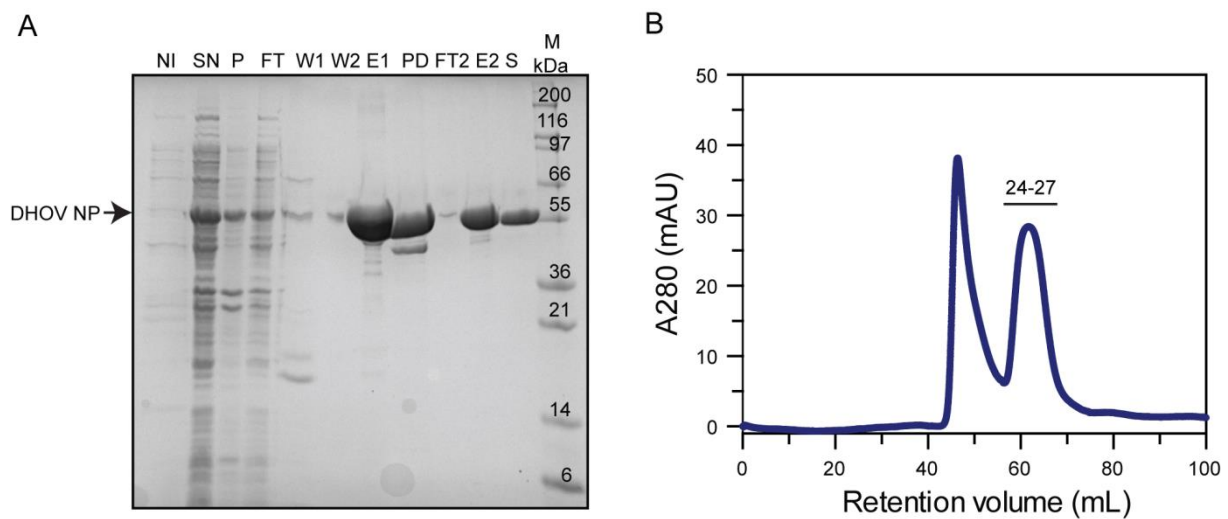 A
NI SN P FT W1 W2 E1 PD FT2 E2 S M
kDa
200
116
97
66
DHOV NP
55
36
21
14
6
B
50
40
30
20
10
0
24-27
A280 (mAU)
0 20 40 60 80 100
Retention volume (mL)